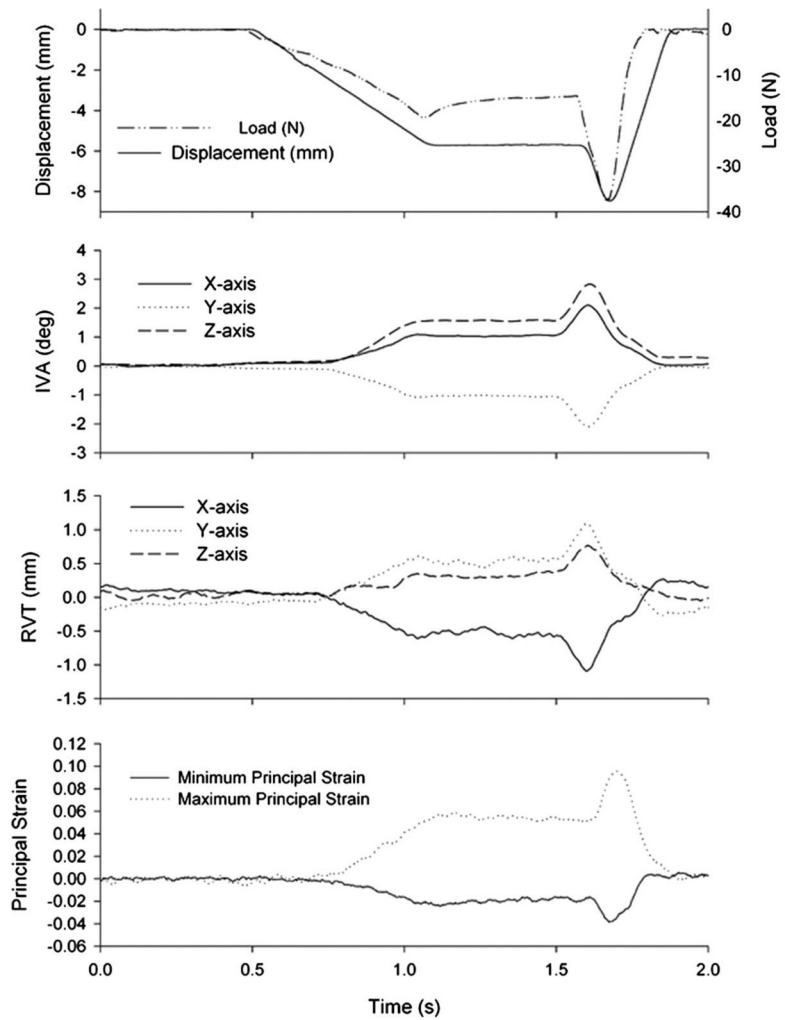 Displacement (mm)
0
-2
-4
-6
-8
Load (N)
Displacement (mm)
0
-10
-20
-30
-40
Load (N)
IVA (deg)
4
3
2
1
0
-1
-2
-3
X-axis
Y-axis
Z-axis
RVT (mm)
1.5
1.0
0.5
0.0
-0.5
-1.0
-1.5
X-axis
Y-axis
Z-axis
Principal Strain
0.12
0.10
0.08
0.06
0.04
0.02
0.00
-0.02
-0.04
-0.06
Minimum Principal Strain
Maximum Principal Strain
0.0 0.5 1.0 1.5 2.0
Time (s)